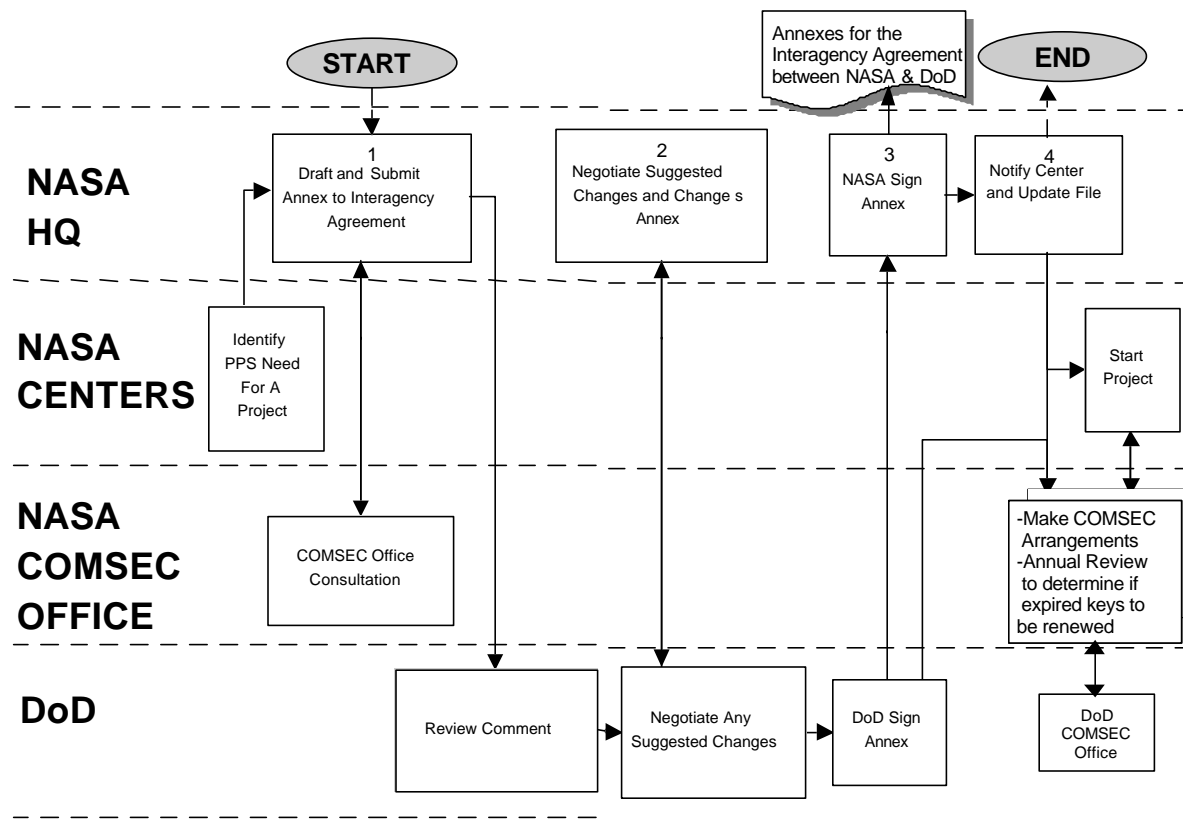 START
Annexes for the
Interagency Agreement
between NASA & DoD
END
NASA
HQ
1
Draft and Submit
Annex to Interagency
Agreement
2
Negotiate Suggested
Changes and Change s
Annex
3
NASA Sign
Annex
4
Notify Center
and Update File
NASA
CENTERS
Identify
PPS Need
For A
Project
Start
Project
NASA
COMSEC
OFFICE
COMSEC Office
Consultation
-Make COMSEC
Arrangements
-Annual Review
to determine if
expired keys to
be renewed
DoD
Review Comment
Negotiate Any
Suggested Changes
DoD Sign
Annex
DoD
COMSEC
Office